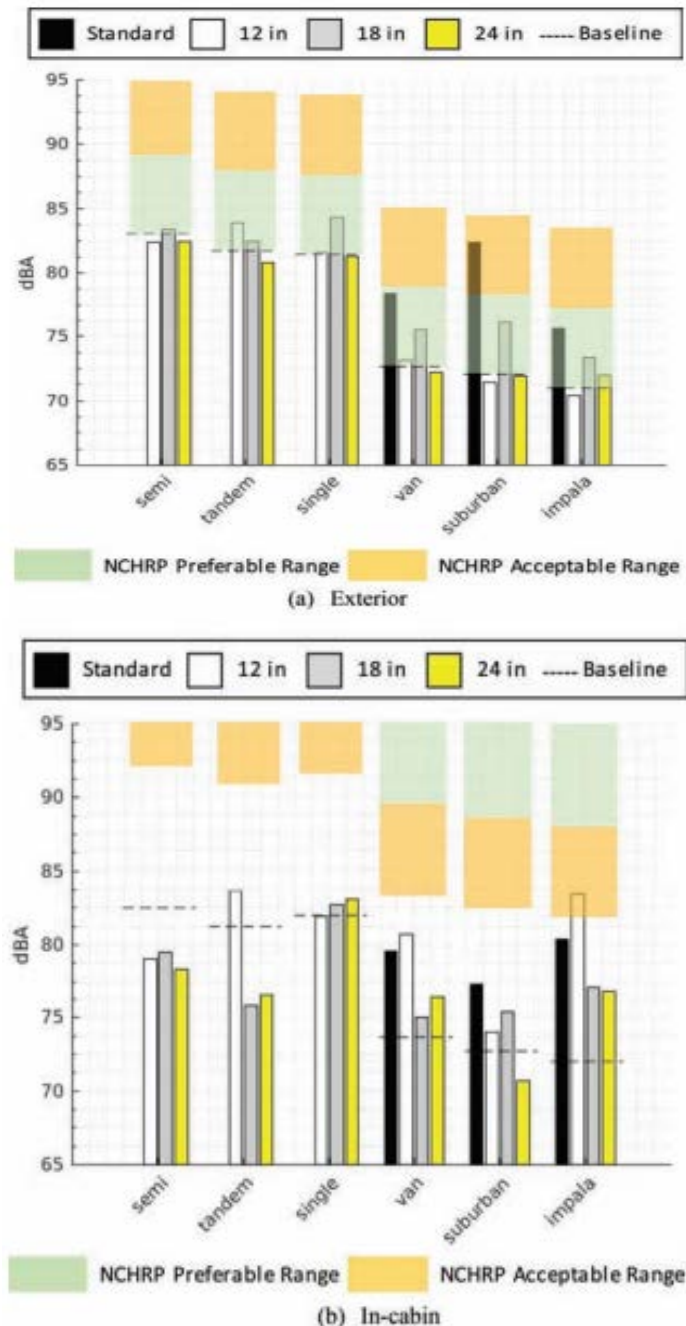 Standard 12 in 18 in 24 in Baseline
95
90
85
80
75
70
65
dBA
semi tandem single van suburban impala
NCHRP Preferable Range NCHRP Acceptable Range
(a) Exterior
Standard 12 in 18 in 24 in Baseline
95
90
85
80
75
70
65
dBA
semi tandem single van suburban impala
NCHRP Preferable Range NCHRP Acceptable Range
(b) In-cabin